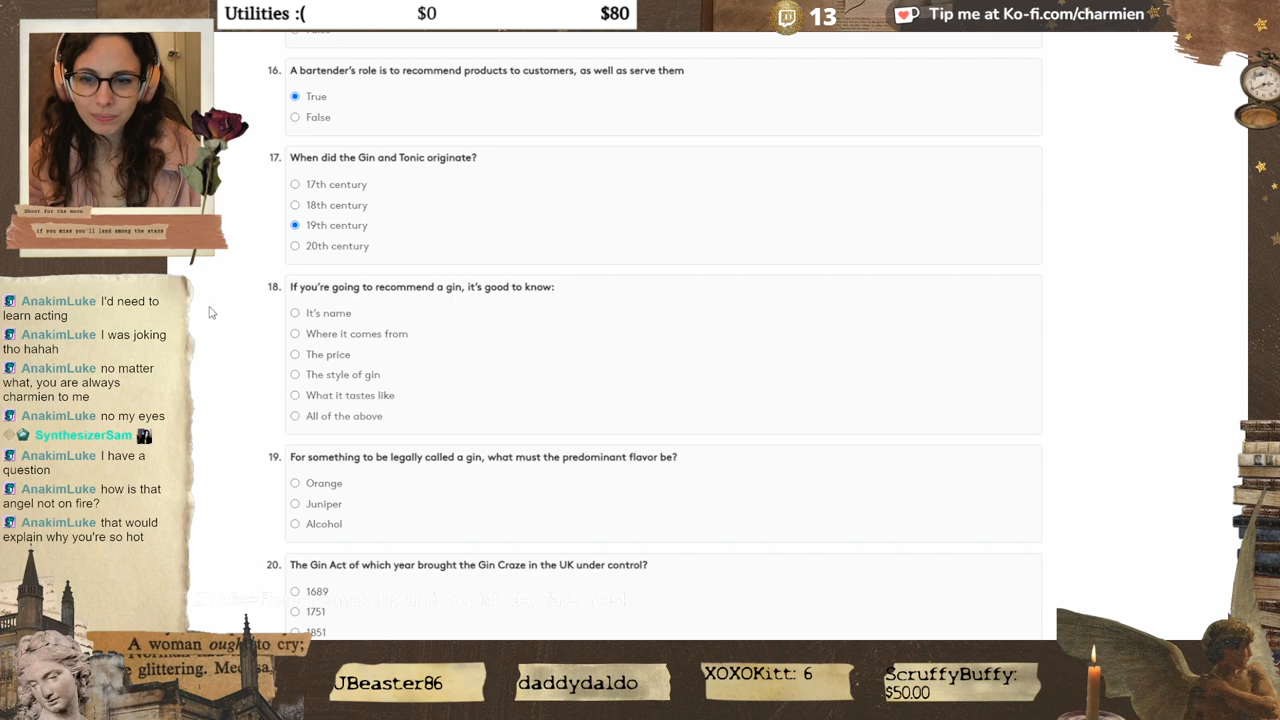 Utilities :( $0 $80
13
Tip me at Ko-fi.com/charmien
16. A bartender's role is to recommend products to customers, as well as serve them
True
False
17. When did the Gin and Tonic originate?
17th century
18th century
19th century
20th century
18. If you're going to recommend a gin, it's good to know:
It's name
Where it comes from
The price
The style of gin
What it tastes like
All of the above
19. For something to be legally called a gin, what must the predominant flavor be?
Orange
Juniper
Alcohol
20. The Gin Act of which year brought the Gin Craze in the UK under control?
1689
1751
1851
Shoot for the moon
if you miss you'll land among the stars
AnakimLuke I'd need to
learn acting
AnakimLuke I was joking
tho hahah
AnakimLuke no matter
what, you are always
charmien to me
AnakimLuke no my eyes
SynthesizerSam
AnakimLuke I have a
question
AnakimLuke how is that
angel not on fire?
AnakimLuke that would
explain why you're so hot
A woman ought to cry;
glittering.
JBeaster86
daddydaldo
XOXOKitt: 6
ScruffyBuffy:
$50.00